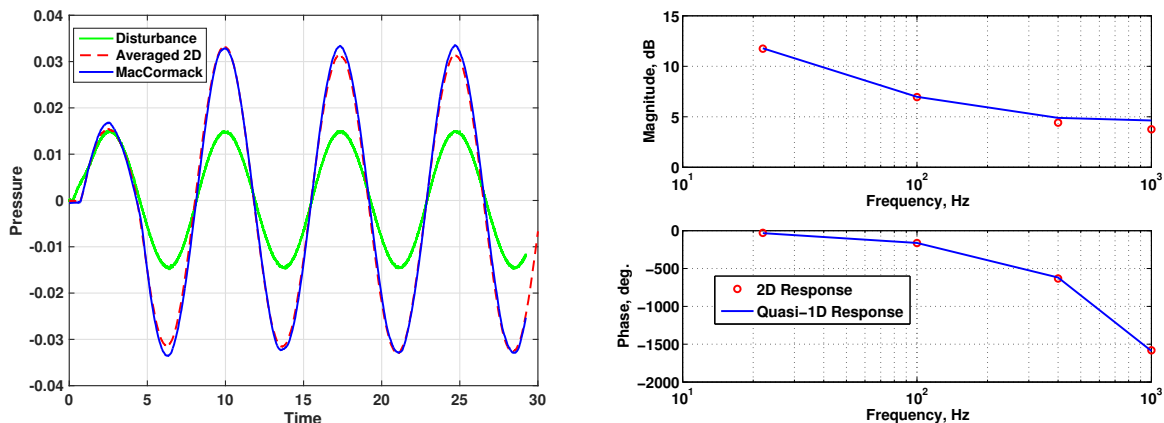 Disturbance
Averaged 2D
MacCormack
0.04
0.03
0.02
0.01
0
-0.01
-0.02
-0.03
-0.04
Pressure
0 5 10 15 20 25 30
Time
15
10
5
0
Magnitude, dB
10^1 10^2 10^3
Frequency, Hz
0
−500
−1000
−1500
−2000
Phase, deg.
2D Response
Quasi−1D Response
10^1 10^2 10^3
Frequency, Hz